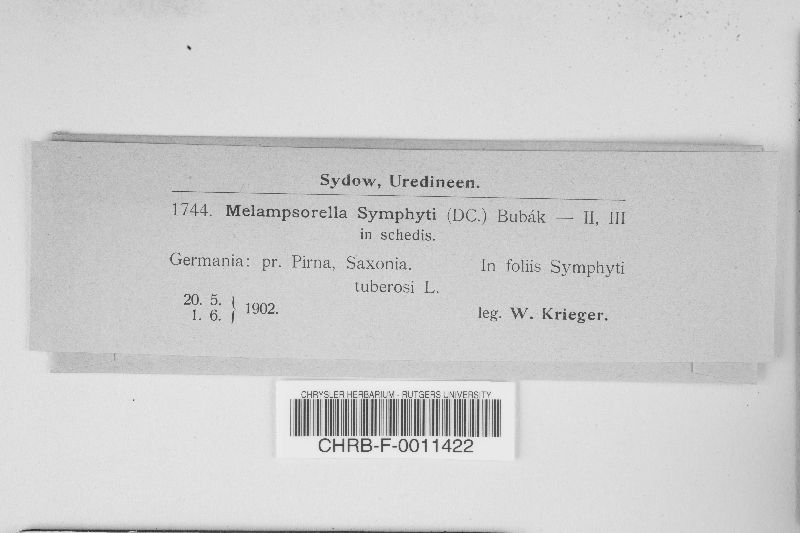 Sydow, Uredineen.
1744. Melampsorella Symphyti (DC.) Bubák — II, III
in schedis.
Germania: pr. Pirna, Saxonia. In foliis Symphyti
tuberosi L.
20. 5. } 1902.
1. 6.
leg. W. Krieger.
CHRYSLER HERBARIUM - RUTGERS UNIVERSITY
CHRB-F-0011422